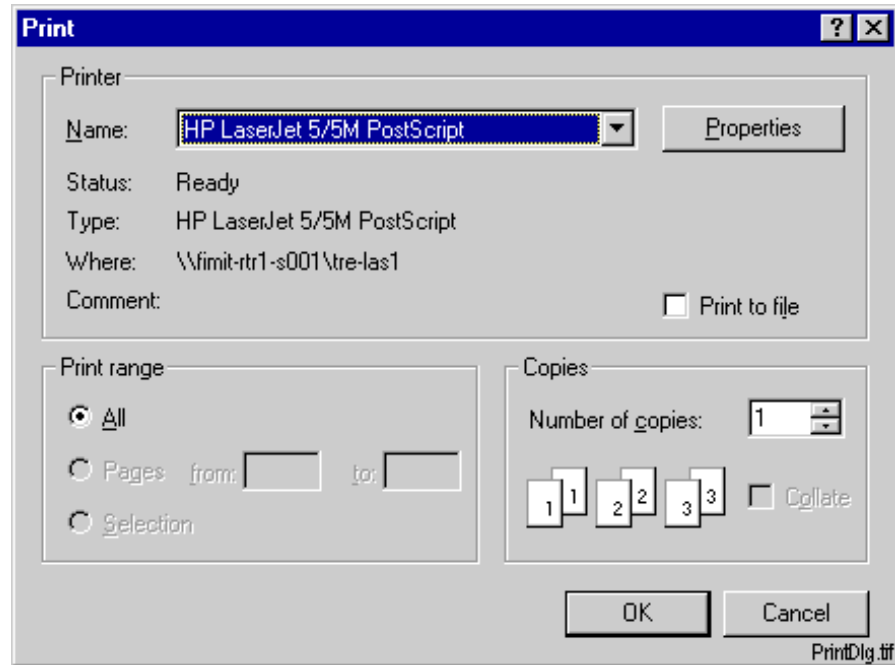 Print
Printer
Name: HP LaserJet 5/5M PostScript Properties
Status: Ready
Type: HP LaserJet 5/5M PostScript
Where: \\fimit-rtr1-s001\tre-las1
Comment: Print to file
Print range
All
Pages from: to:
Selection
Copies
Number of copies: 1
1 1 2 2 3 3 Collate
OK Cancel
PrintDlg.tif